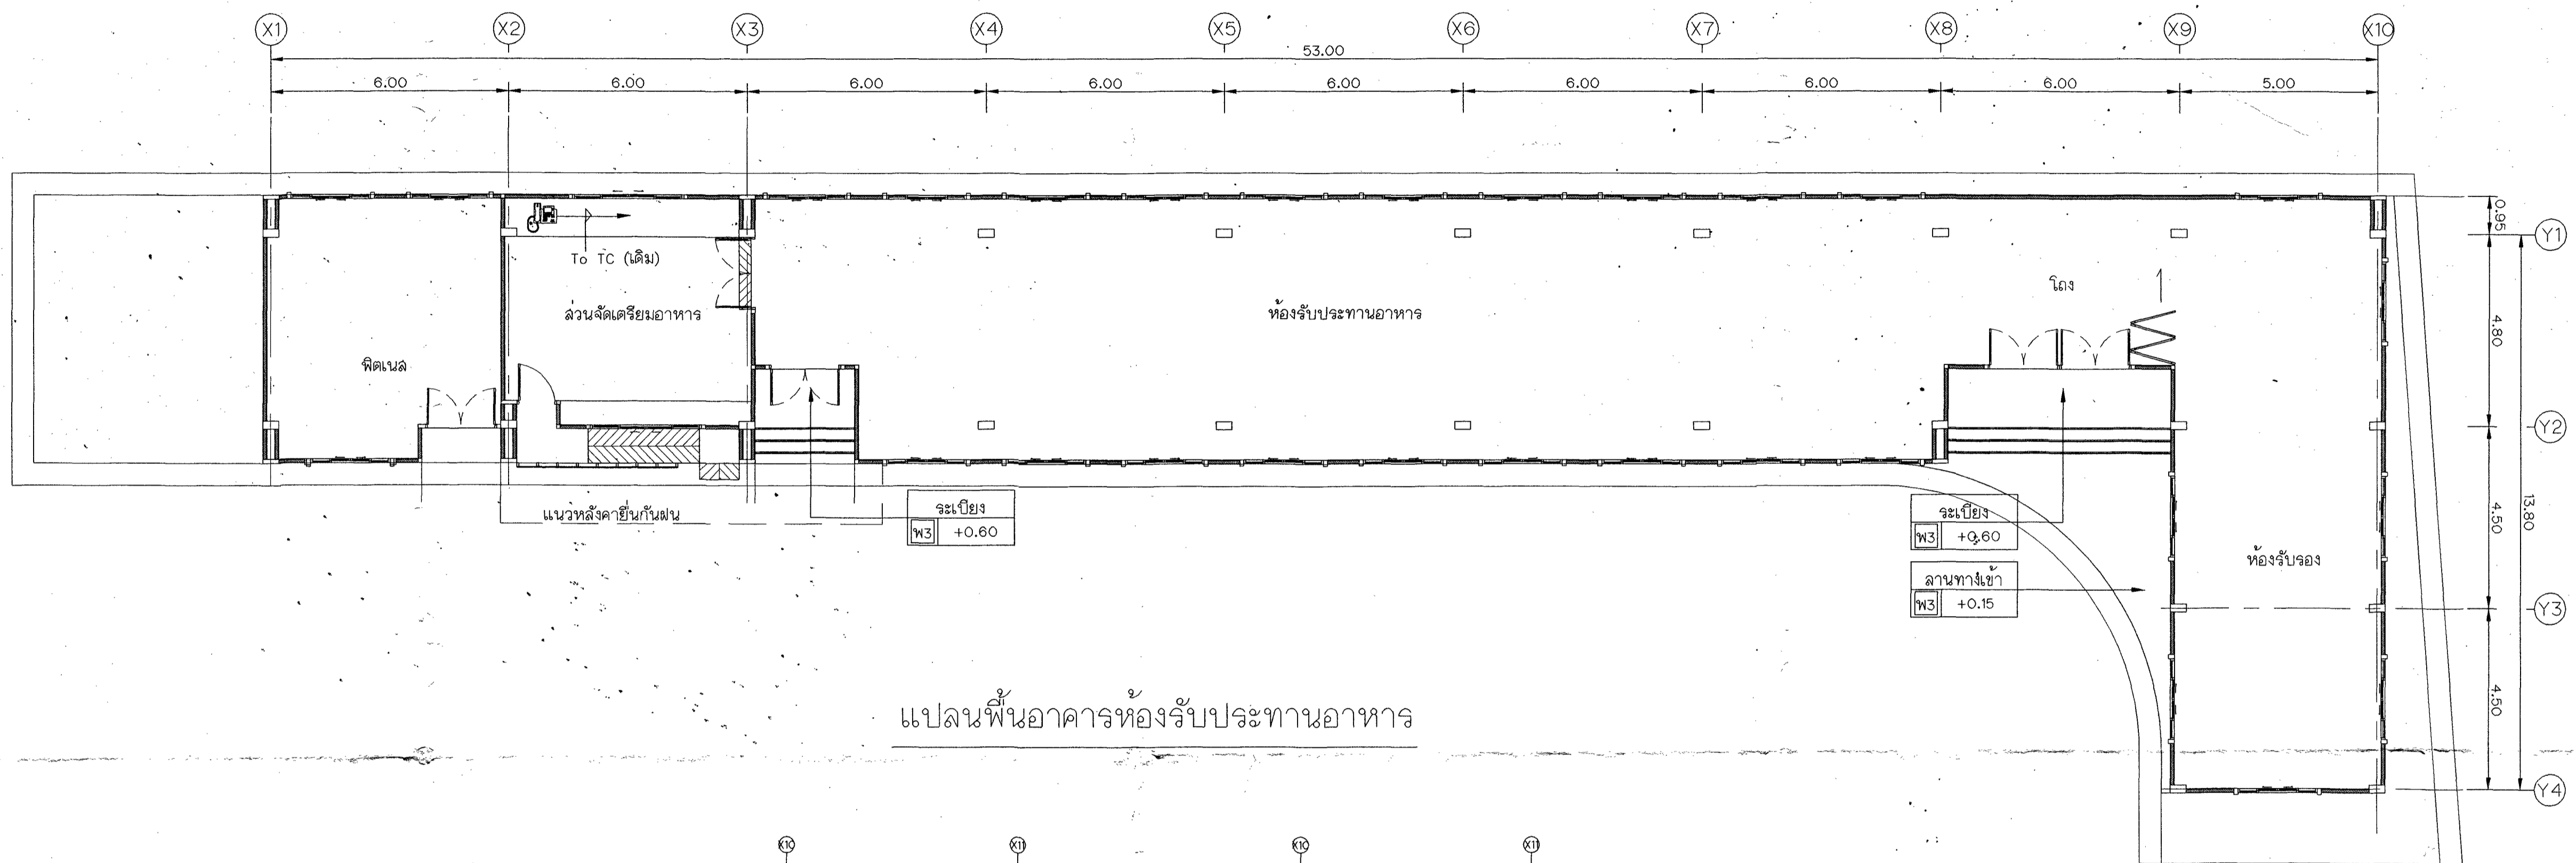 X1 X2 X3 X4 X5 X6 X7 X8 X9 X10
53.00
6.00 6.00 6.00 6.00 6.00 6.00 6.00 6.00 5.00
0.95
Y1
To TC (เดิม)
โถง
ส่วนจัดเตรียมอาหาร
ห้องรับประทานอาหาร
4.80
ฟิตเนส
Y2
แนวหลังคายื่นกันฝน
ระเบียง
พ3 +0.60
ระเบียง
พ3 +0.60
4.50
13.80
ห้องรับรอง
ลานทางเข้า
พ3 +0.15
Y3
4.50
แปลนพื้นอาคารห้องรับประทานอาหาร
Y4
X10 X11 X10 X11